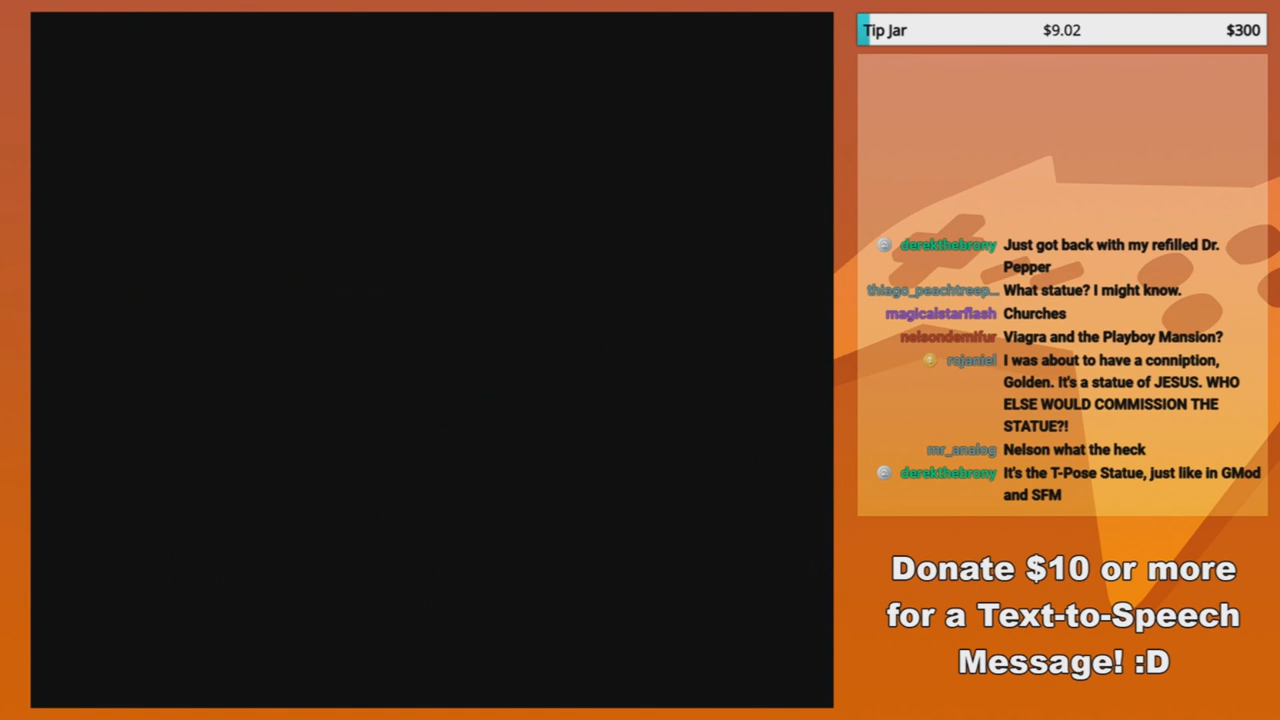 Tip Jar $9.02 $300
derekthebrony Just got back with my refilled Dr.
Pepper
thiago_peachtreep... What statue? I might know.
magicalstarflash Churches
nelsondemifur Viagra and the Playboy Mansion?
rojaniel I was about to have a conniption,
Golden. It's a statue of JESUS. WHO
ELSE WOULD COMMISSION THE
STATUE?!
mr_analog Nelson what the heck
derekthebrony It's the T-Pose Statue, just like in GMod
and SFM
Donate $10 or more
for a Text-to-Speech
Message! :D